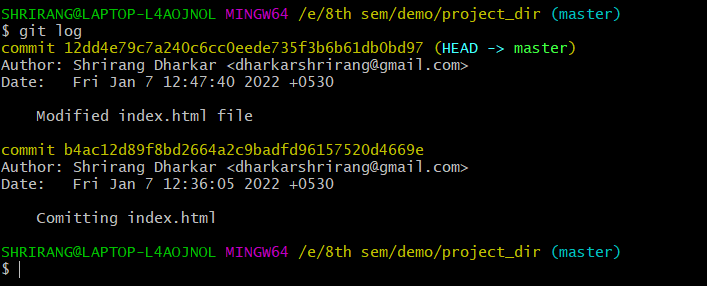 SHRIRANG@LAPTOP-L4AOJNOL MINGW64 /e/8th sem/demo/project_dir (master)
$ git log
commit 12dd4e79c7a240c6cc0eede735f3b6b61db0bd97 (HEAD -> master)
Author: Shrirang Dharkar <dharkarshrirang@gmail.com>
Date:   Fri Jan 7 12:47:40 2022 +0530
    Modified index.html file
commit b4ac12d89f8bd2664a2c9badfd96157520d4669e
Author: Shrirang Dharkar <dharkarshrirang@gmail.com>
Date:   Fri Jan 7 12:36:05 2022 +0530
    Comitting index.html
SHRIRANG@LAPTOP-L4AOJNOL MINGW64 /e/8th sem/demo/project_dir (master)
$